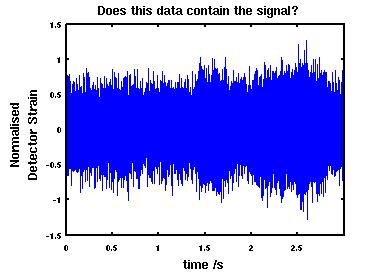 Does this data contain the signal?
1.5
1
0.5
0
-0.5
-1
-1.5
Normalised
Detector Strain
0 0.5 1 1.5 2 2.5
time /s